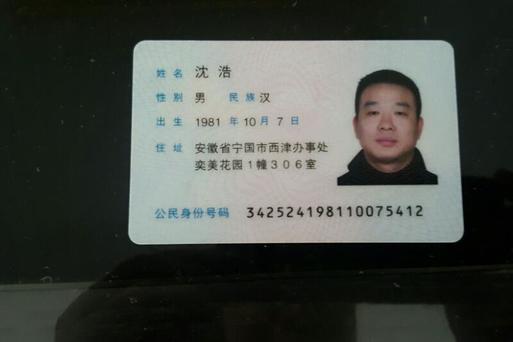 姓名 沈浩
性别 男 民族 汉
出生 1981 年 10 月 7 日
住址 安徽省宁国市西津办事处
奕美花园1幢306室
公民身份号码 342524198110075412